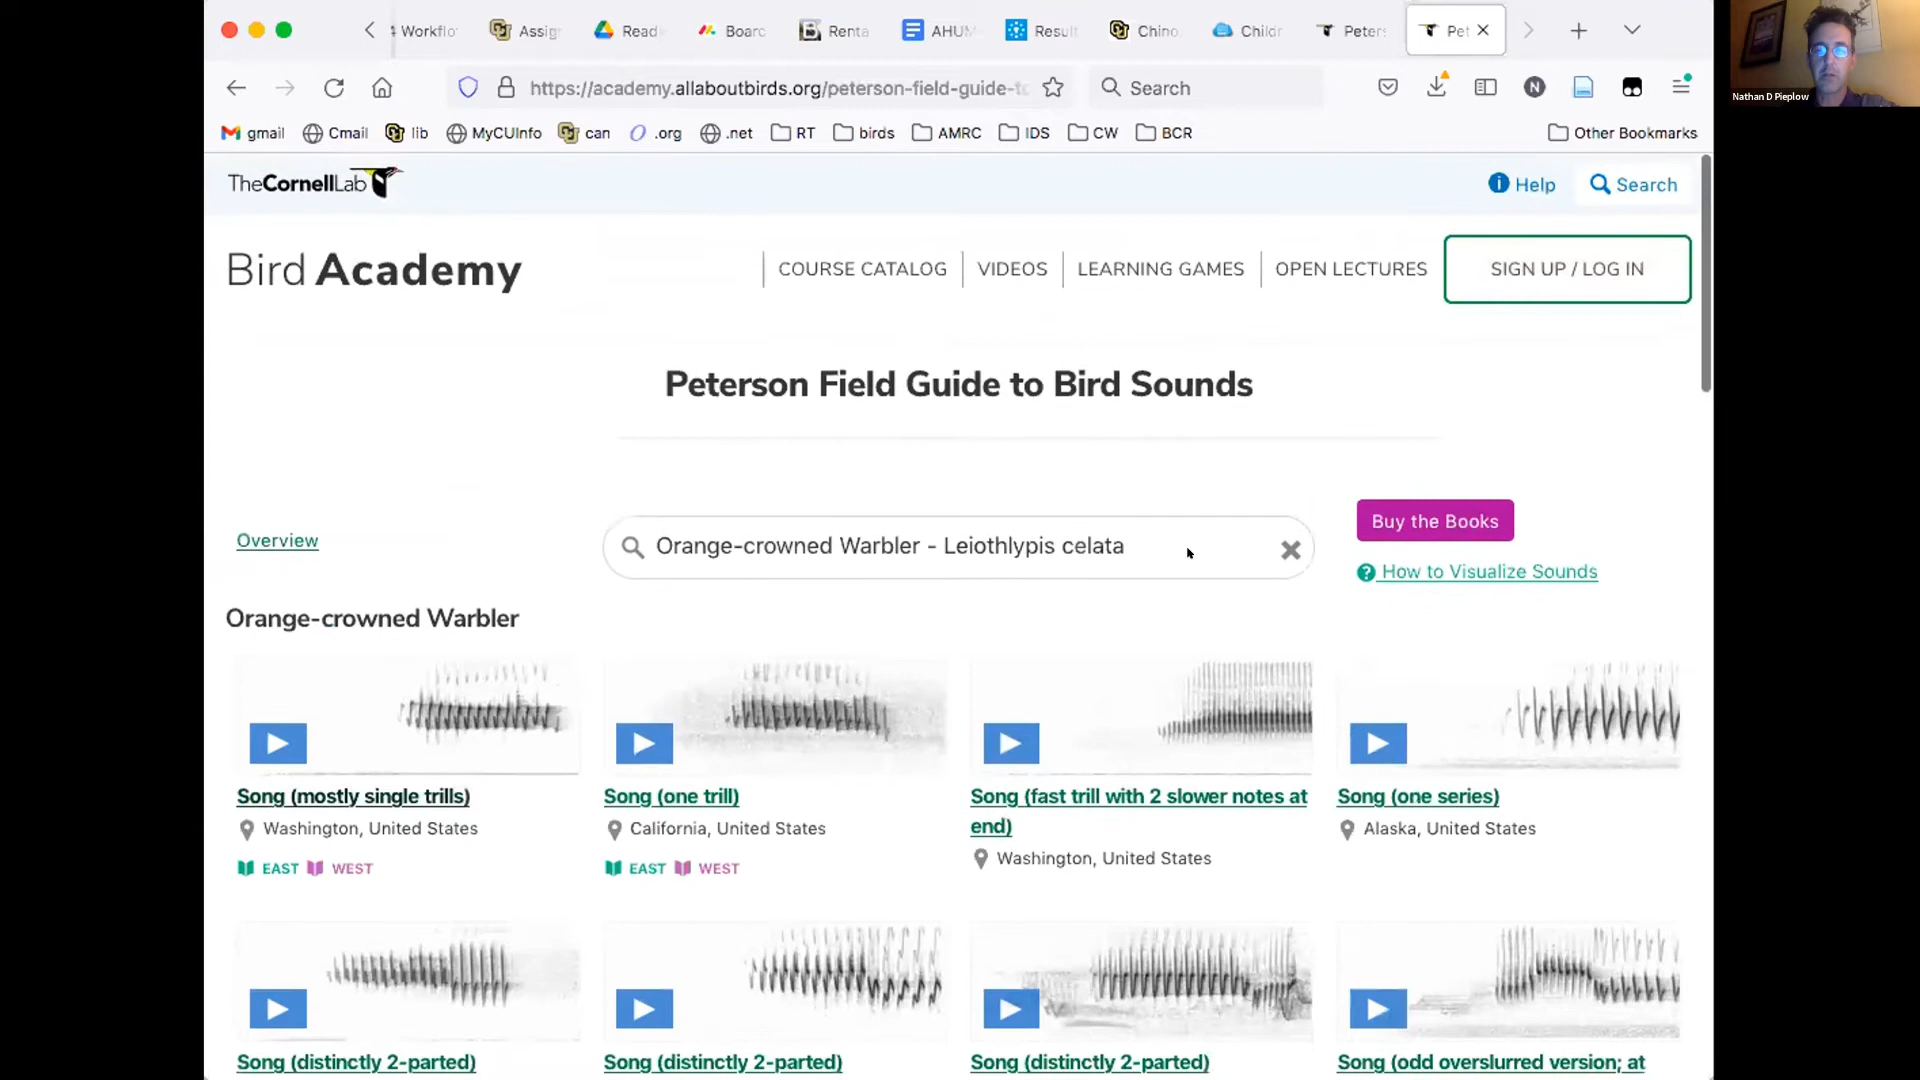 Workflo
Assig
Read
Board
Renta
AHUM
Result
Chino
Childr
Peters
Pet
https://academy.allaboutbirds.org/peterson-field-guide-to
Search
N
gmail
Cmail
lib
MyCUInfo
can
.org
.net
RT
birds
AMRC
IDS
CW
BCR
Other Bookmarks
Nathan D Pieplow
TheCornellLab
Help
Search
Bird Academy
COURSE CATALOG
VIDEOS
LEARNING GAMES
OPEN LECTURES
SIGN UP / LOG IN
Peterson Field Guide to Bird Sounds
Overview
Orange-crowned Warbler - Leiothlypis celata
Buy the Books
How to Visualize Sounds
Orange-crowned Warbler
Song (mostly single trills)
Washington, United States
EAST WEST
Song (one trill)
California, United States
EAST WEST
Song (fast trill with 2 slower notes at
end)
Washington, United States
Song (one series)
Alaska, United States
Song (distinctly 2-parted)
Song (distinctly 2-parted)
Song (distinctly 2-parted)
Song (odd overslurred version; at